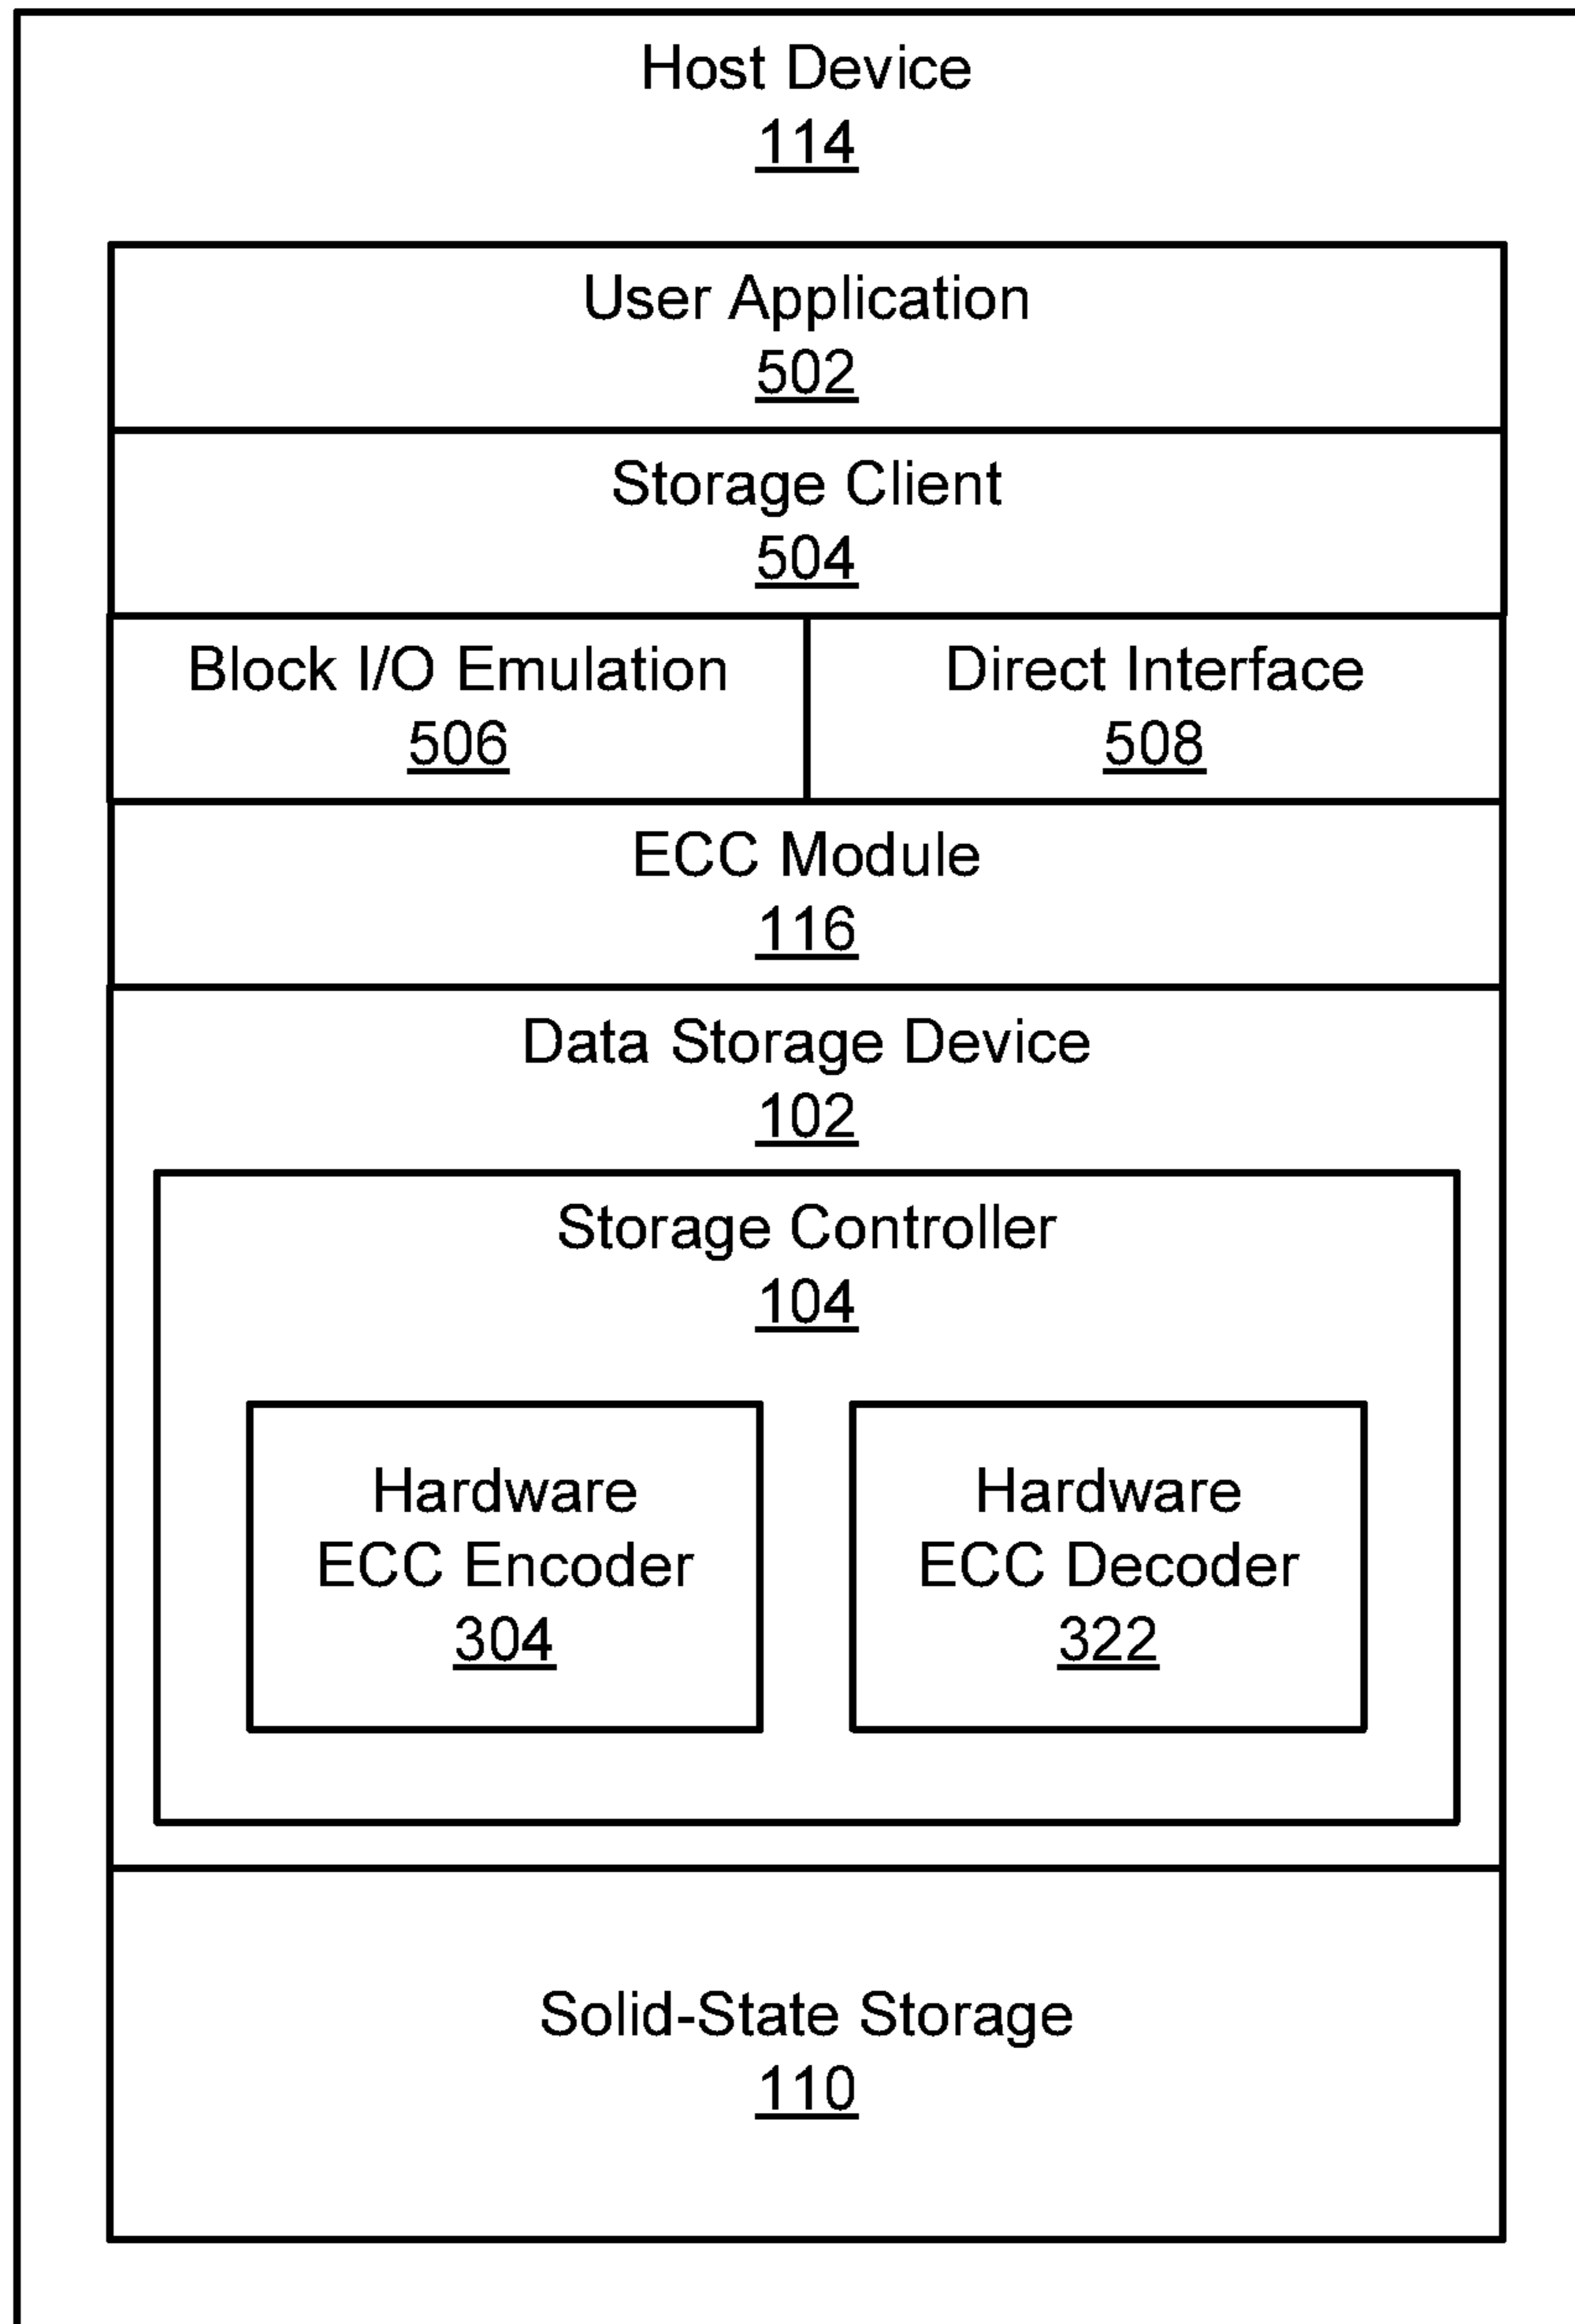 Host Device
114
User Application
502
Storage Client
504
Block I/O Emulation
506
Direct Interface
508
ECC Module
116
Data Storage Device
102
Storage Controller
104
Hardware
ECC Encoder
304
Hardware
ECC Decoder
322
Solid-State Storage
110